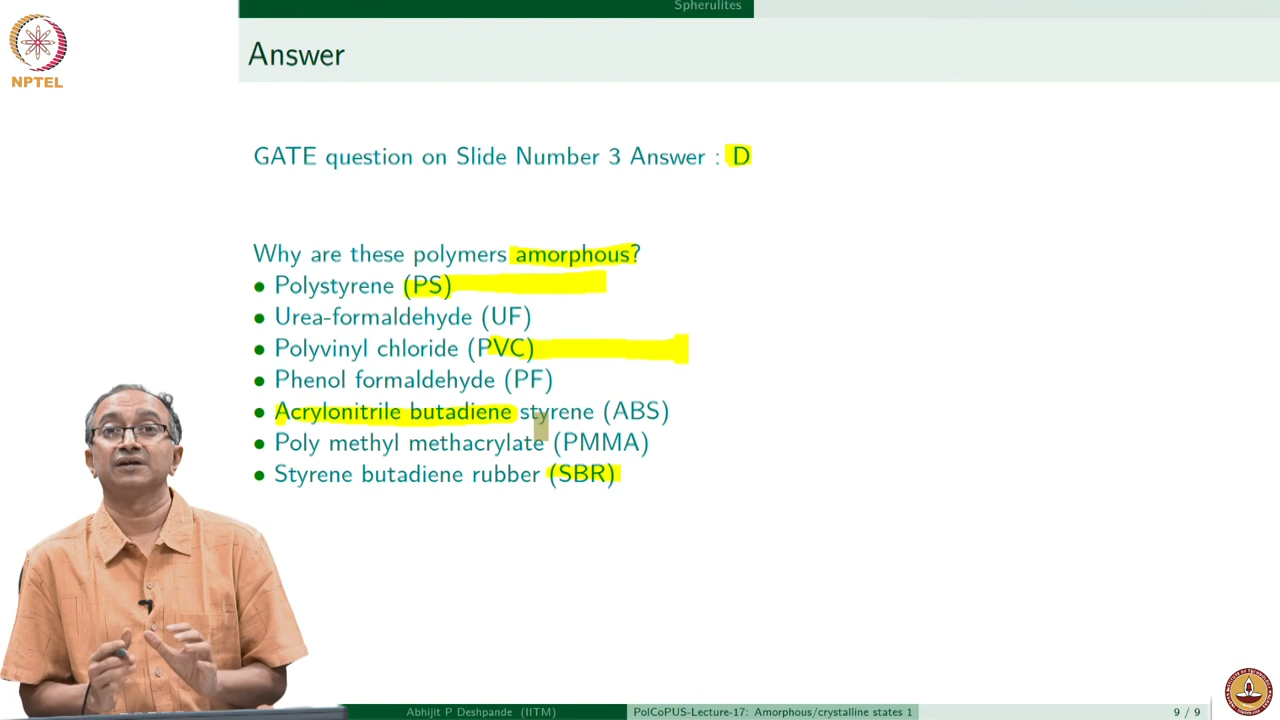 Spherulites
NPTEL
Answer
GATE question on Slide Number 3 Answer : D
Why are these polymers amorphous?
• Polystyrene (PS)
• Urea-formaldehyde (UF)
• Polyvinyl chloride (PVC)
• Phenol formaldehyde (PF)
• Acrylonitrile butadiene styrene (ABS)
• Poly methyl methacrylate (PMMA)
• Styrene butadiene rubber (SBR)
Abhijit P Deshpande (IITM) PolCoPUS-Lecture-17: Amorphous/crystalline states 1 9 / 9